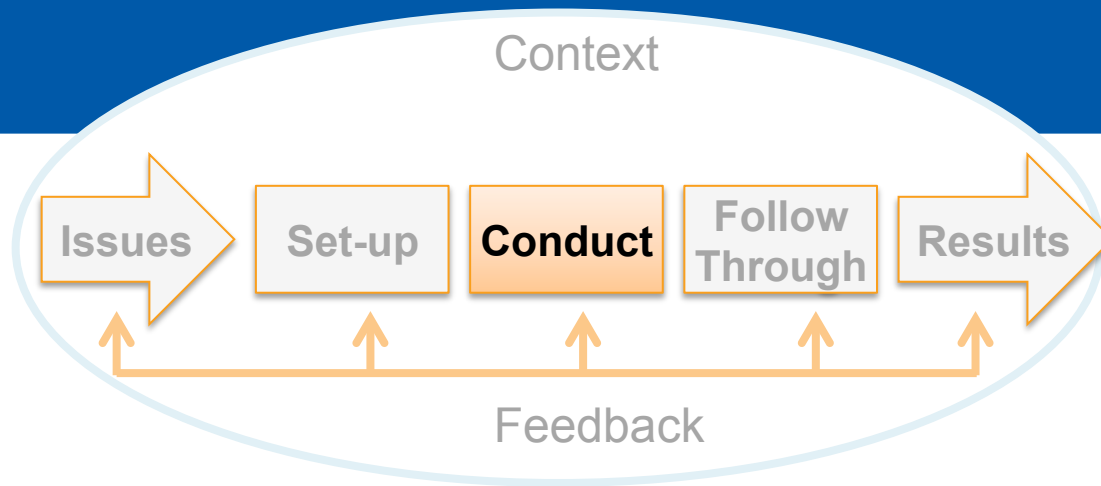 Context
Issues
Set-up
Conduct
Follow
Through
Results
Feedback